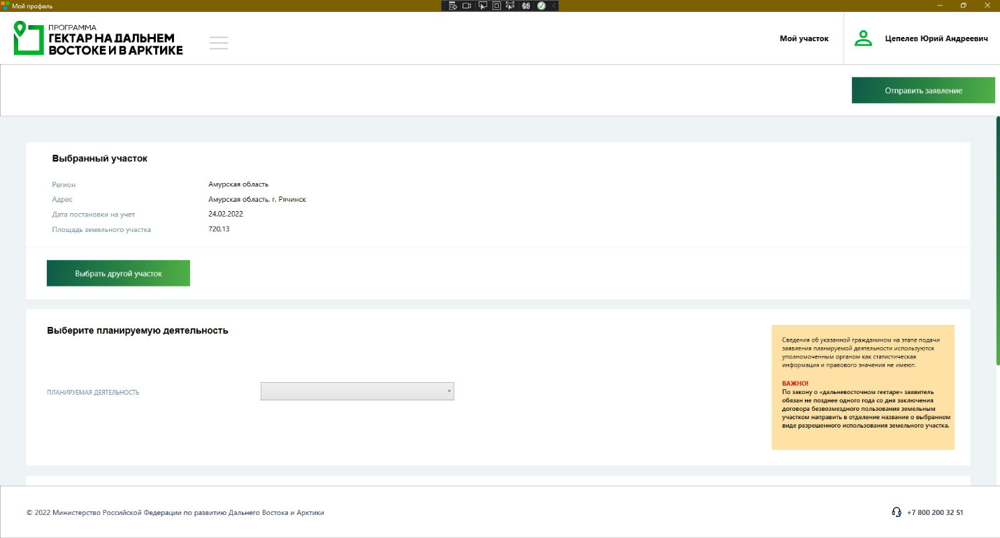 Мой профиль
ПРОГРАММА
ГЕКТАР НА ДАЛЬНЕМ
ВОСТОКЕ И В АРКТИКЕ
Мой участок
Цепелев Юрий Андреевич
Отправить заявление
Выбранный участок
Регион Амурская область
Адрес Амурская область, г. Рячинск
Дата постановки на учет 24.02.2022
Площадь земельного участка 720,13
Выбрать другой участок
Выберите планируемую деятельность
ПЛАНИРУЕМАЯ ДЕЯТЕЛЬНОСТЬ
Сведения об указанной гражданином на этапе подачи
заявления планируемой деятельности используются
уполномоченным органом как статистическая
информация и правового значения не имеют.
ВАЖНО!
По закону о «дальневосточном гектаре» заявитель
обязан не позднее одного года со дня заключения
договора безвозмездного пользования земельным
участком направить в отделение название о выбранном
виде разрешенного использования земельного участка.
© 2022 Министерство Российской Федерации по развитию Дальнего Востока и Арктики
+7 800 200 32 51